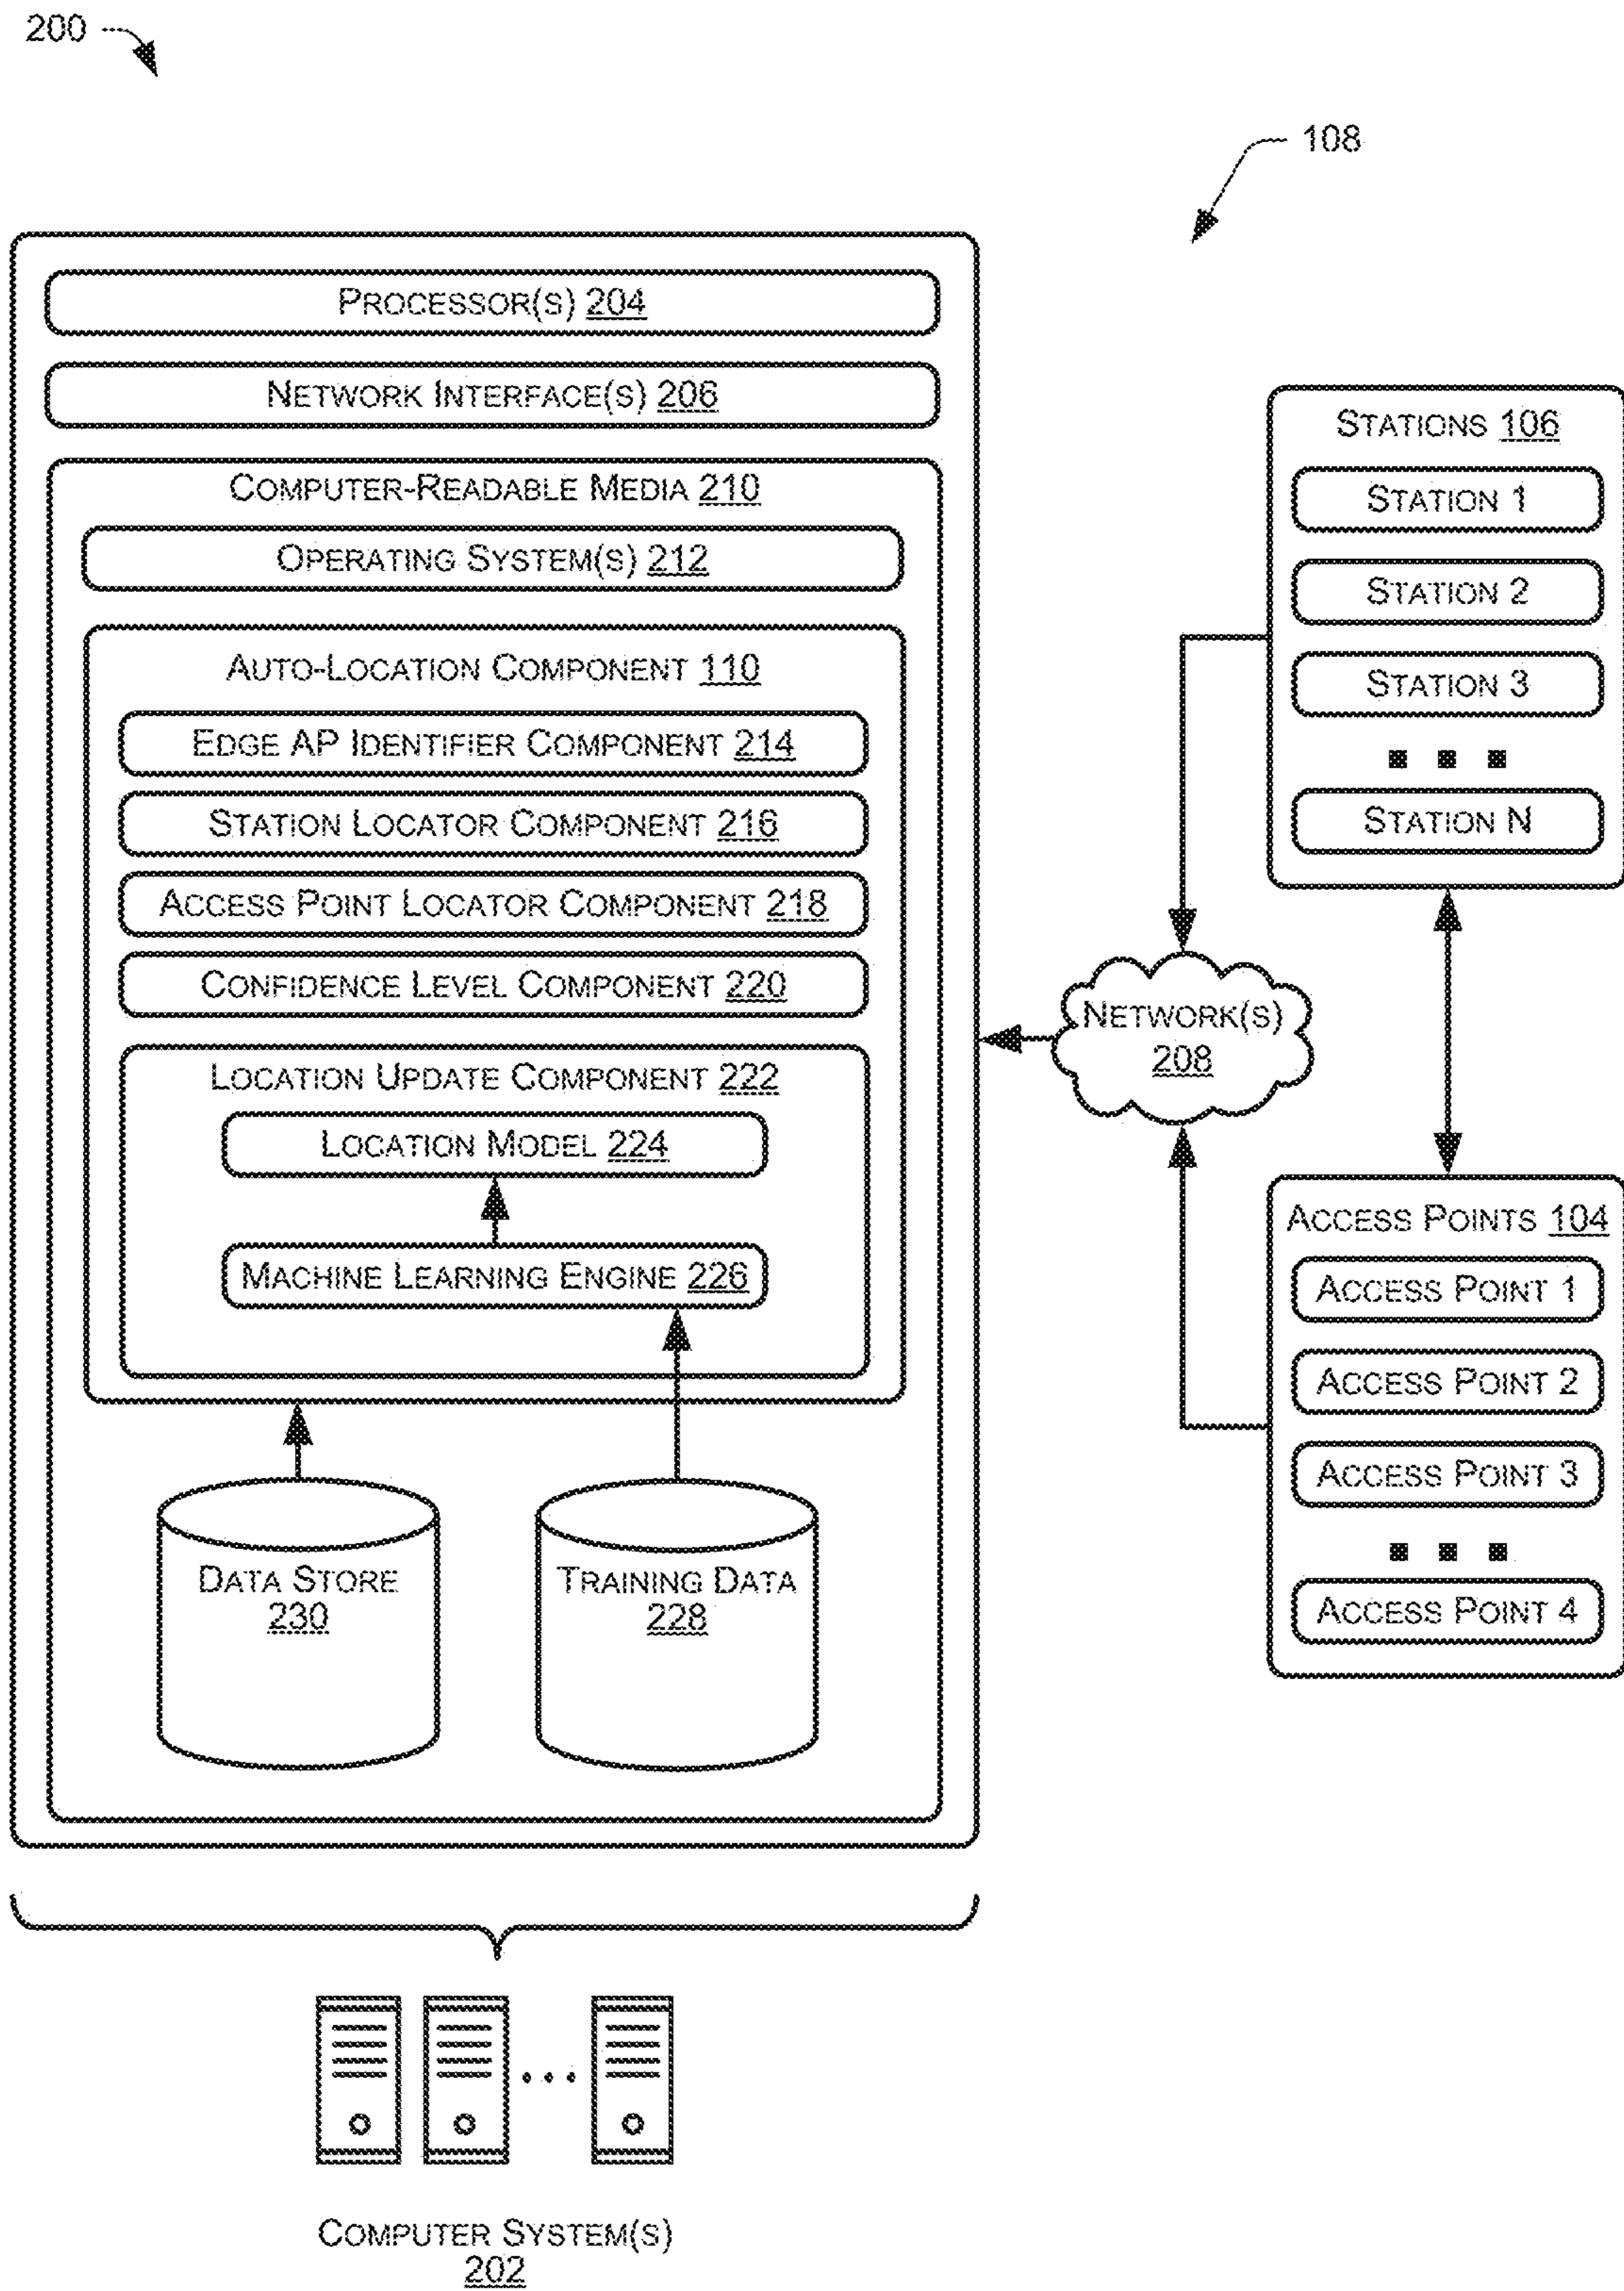 200
108
PROCESSOR(S) 204
NETWORK INTERFACE(S) 206
COMPUTER-READABLE MEDIA 210
OPERATING SYSTEM(S) 212
AUTO-LOCATION COMPONENT 110
EDGE AP IDENTIFIER COMPONENT 214
STATION LOCATOR COMPONENT 216
ACCESS POINT LOCATOR COMPONENT 218
CONFIDENCE LEVEL COMPONENT 220
LOCATION UPDATE COMPONENT 222
LOCATION MODEL 224
MACHINE LEARNING ENGINE 226
DATA STORE
230
TRAINING DATA
228
COMPUTER SYSTEM(S)
202
NETWORK(S)
208
STATIONS 106
STATION 1
STATION 2
STATION 3
STATION N
ACCESS POINTS 104
ACCESS POINT 1
ACCESS POINT 2
ACCESS POINT 3
ACCESS POINT 4